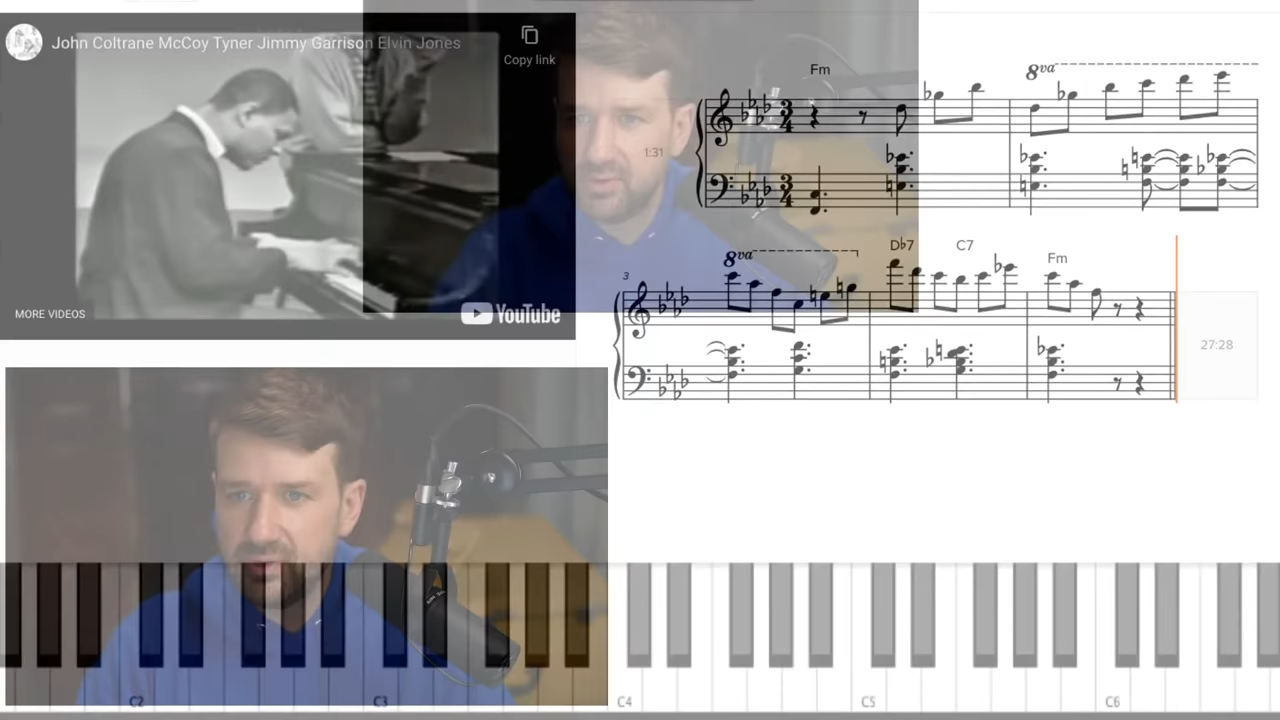 John Coltrane McCoy Tyner Jimmy Garrison Elvin Jones
Copy link
1:31
MORE VIDEOS
YouTube
Fm
8va
3
4
3
4
8va
Db7
C7
Fm
3
27:28
C2
C3
C4
C5
C6